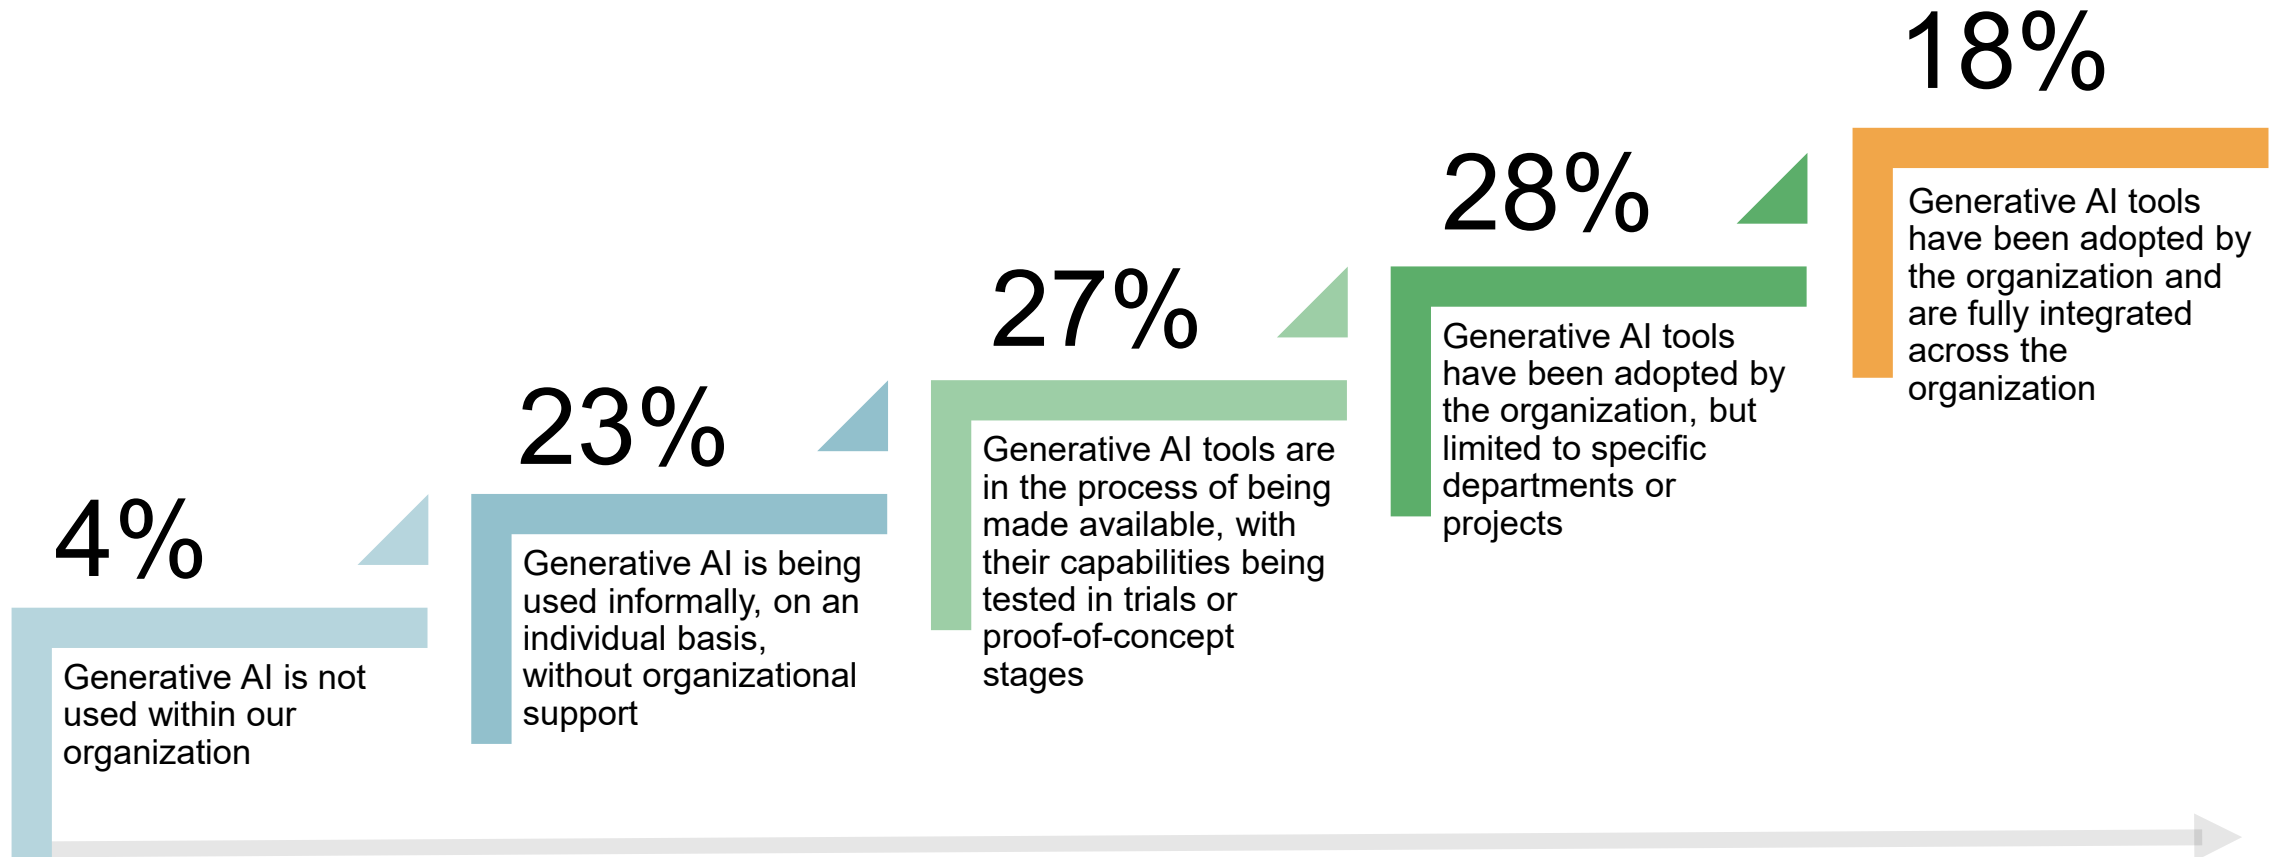 4%
Generative AI is not
used within our
organization
23%
Generative AI is being
used informally, on an
individual basis,
without organizational
support
27%
Generative AI tools are
in the process of being
made available, with
their capabilities being
tested in trials or
proof-of-concept
stages
28%
Generative AI tools
have been adopted by
the organization, but
limited to specific
departments or
projects
18%
Generative AI tools
have been adopted by
the organization and
are fully integrated
across the
organization